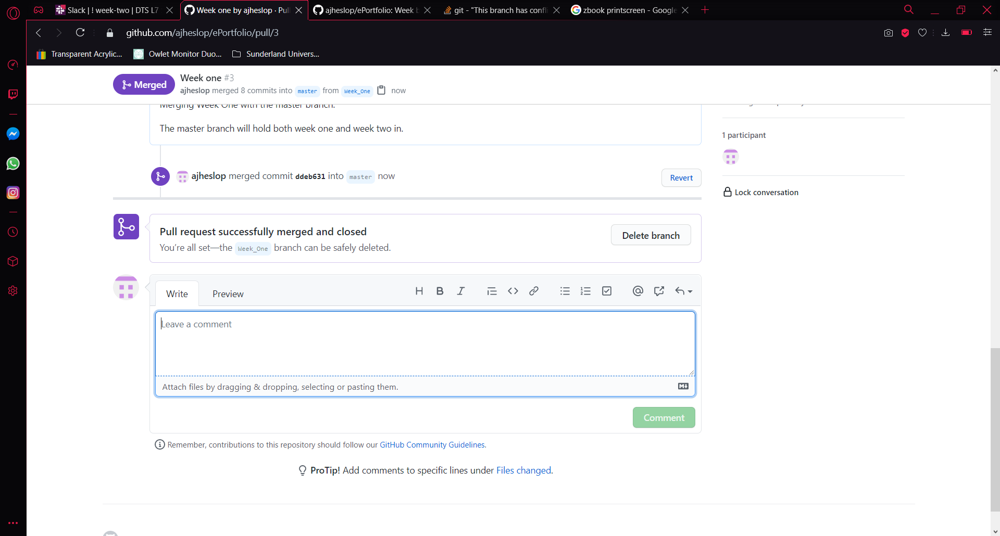 Slack | ! week-two | DTS L7
Week one by ajheslop · Pull
ajheslop/ePortfolio: Week b
git - "This branch has confli
zbook printscreen - Google
github.com/ajheslop/ePortfolio/pull/3
Transparent Acrylic...
Owlet Monitor Duo...
Sunderland Univers...
Merged
Week one #3
ajheslop merged 8 commits into master from Week_One now
Merging Week One with the master branch.
The master branch will hold both week one and week two in.
1 participant
ajheslop merged commit ddeb631 into master now
Revert
Lock conversation
Pull request successfully merged and closed
You're all set—the Week_One branch can be safely deleted.
Delete branch
Write
Preview
Leave a comment
Attach files by dragging & dropping, selecting or pasting them.
Comment
Remember, contributions to this repository should follow our GitHub Community Guidelines.
ProTip! Add comments to specific lines under Files changed.